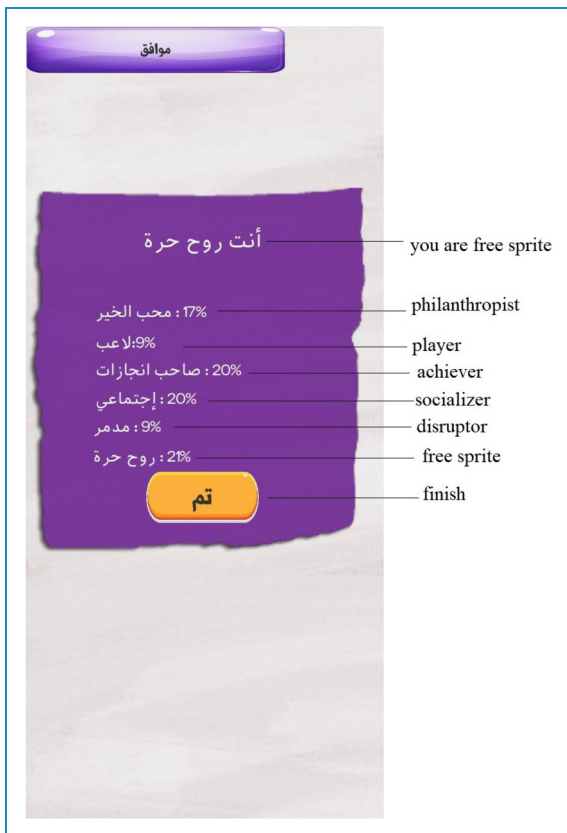 موافق
أنت روح حرة
you are free sprite
17% : محب الخير
philanthropist
9%:لاعب
player
20% : صاحب انجازات
achiever
20% : إجتماعي
socializer
9% : مدمر
disruptor
21% : روح حرة
free sprite
تم
finish